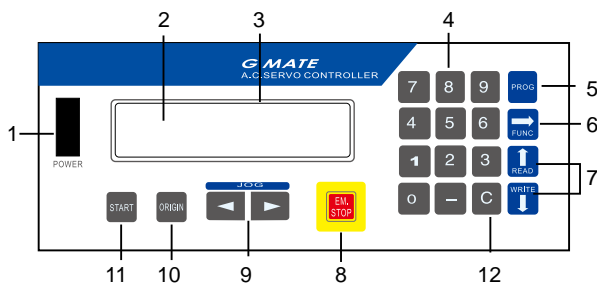 2 3 4
G MATE
A.C.SERVO CONTROLLER
7 8 9 PROG 5
4 5 6 FUNC 6
1
POWER
1 2 3 READ
7
0 – C WRITE
JOG
START ORIGIN EM. STOP
11 10 9 8 12